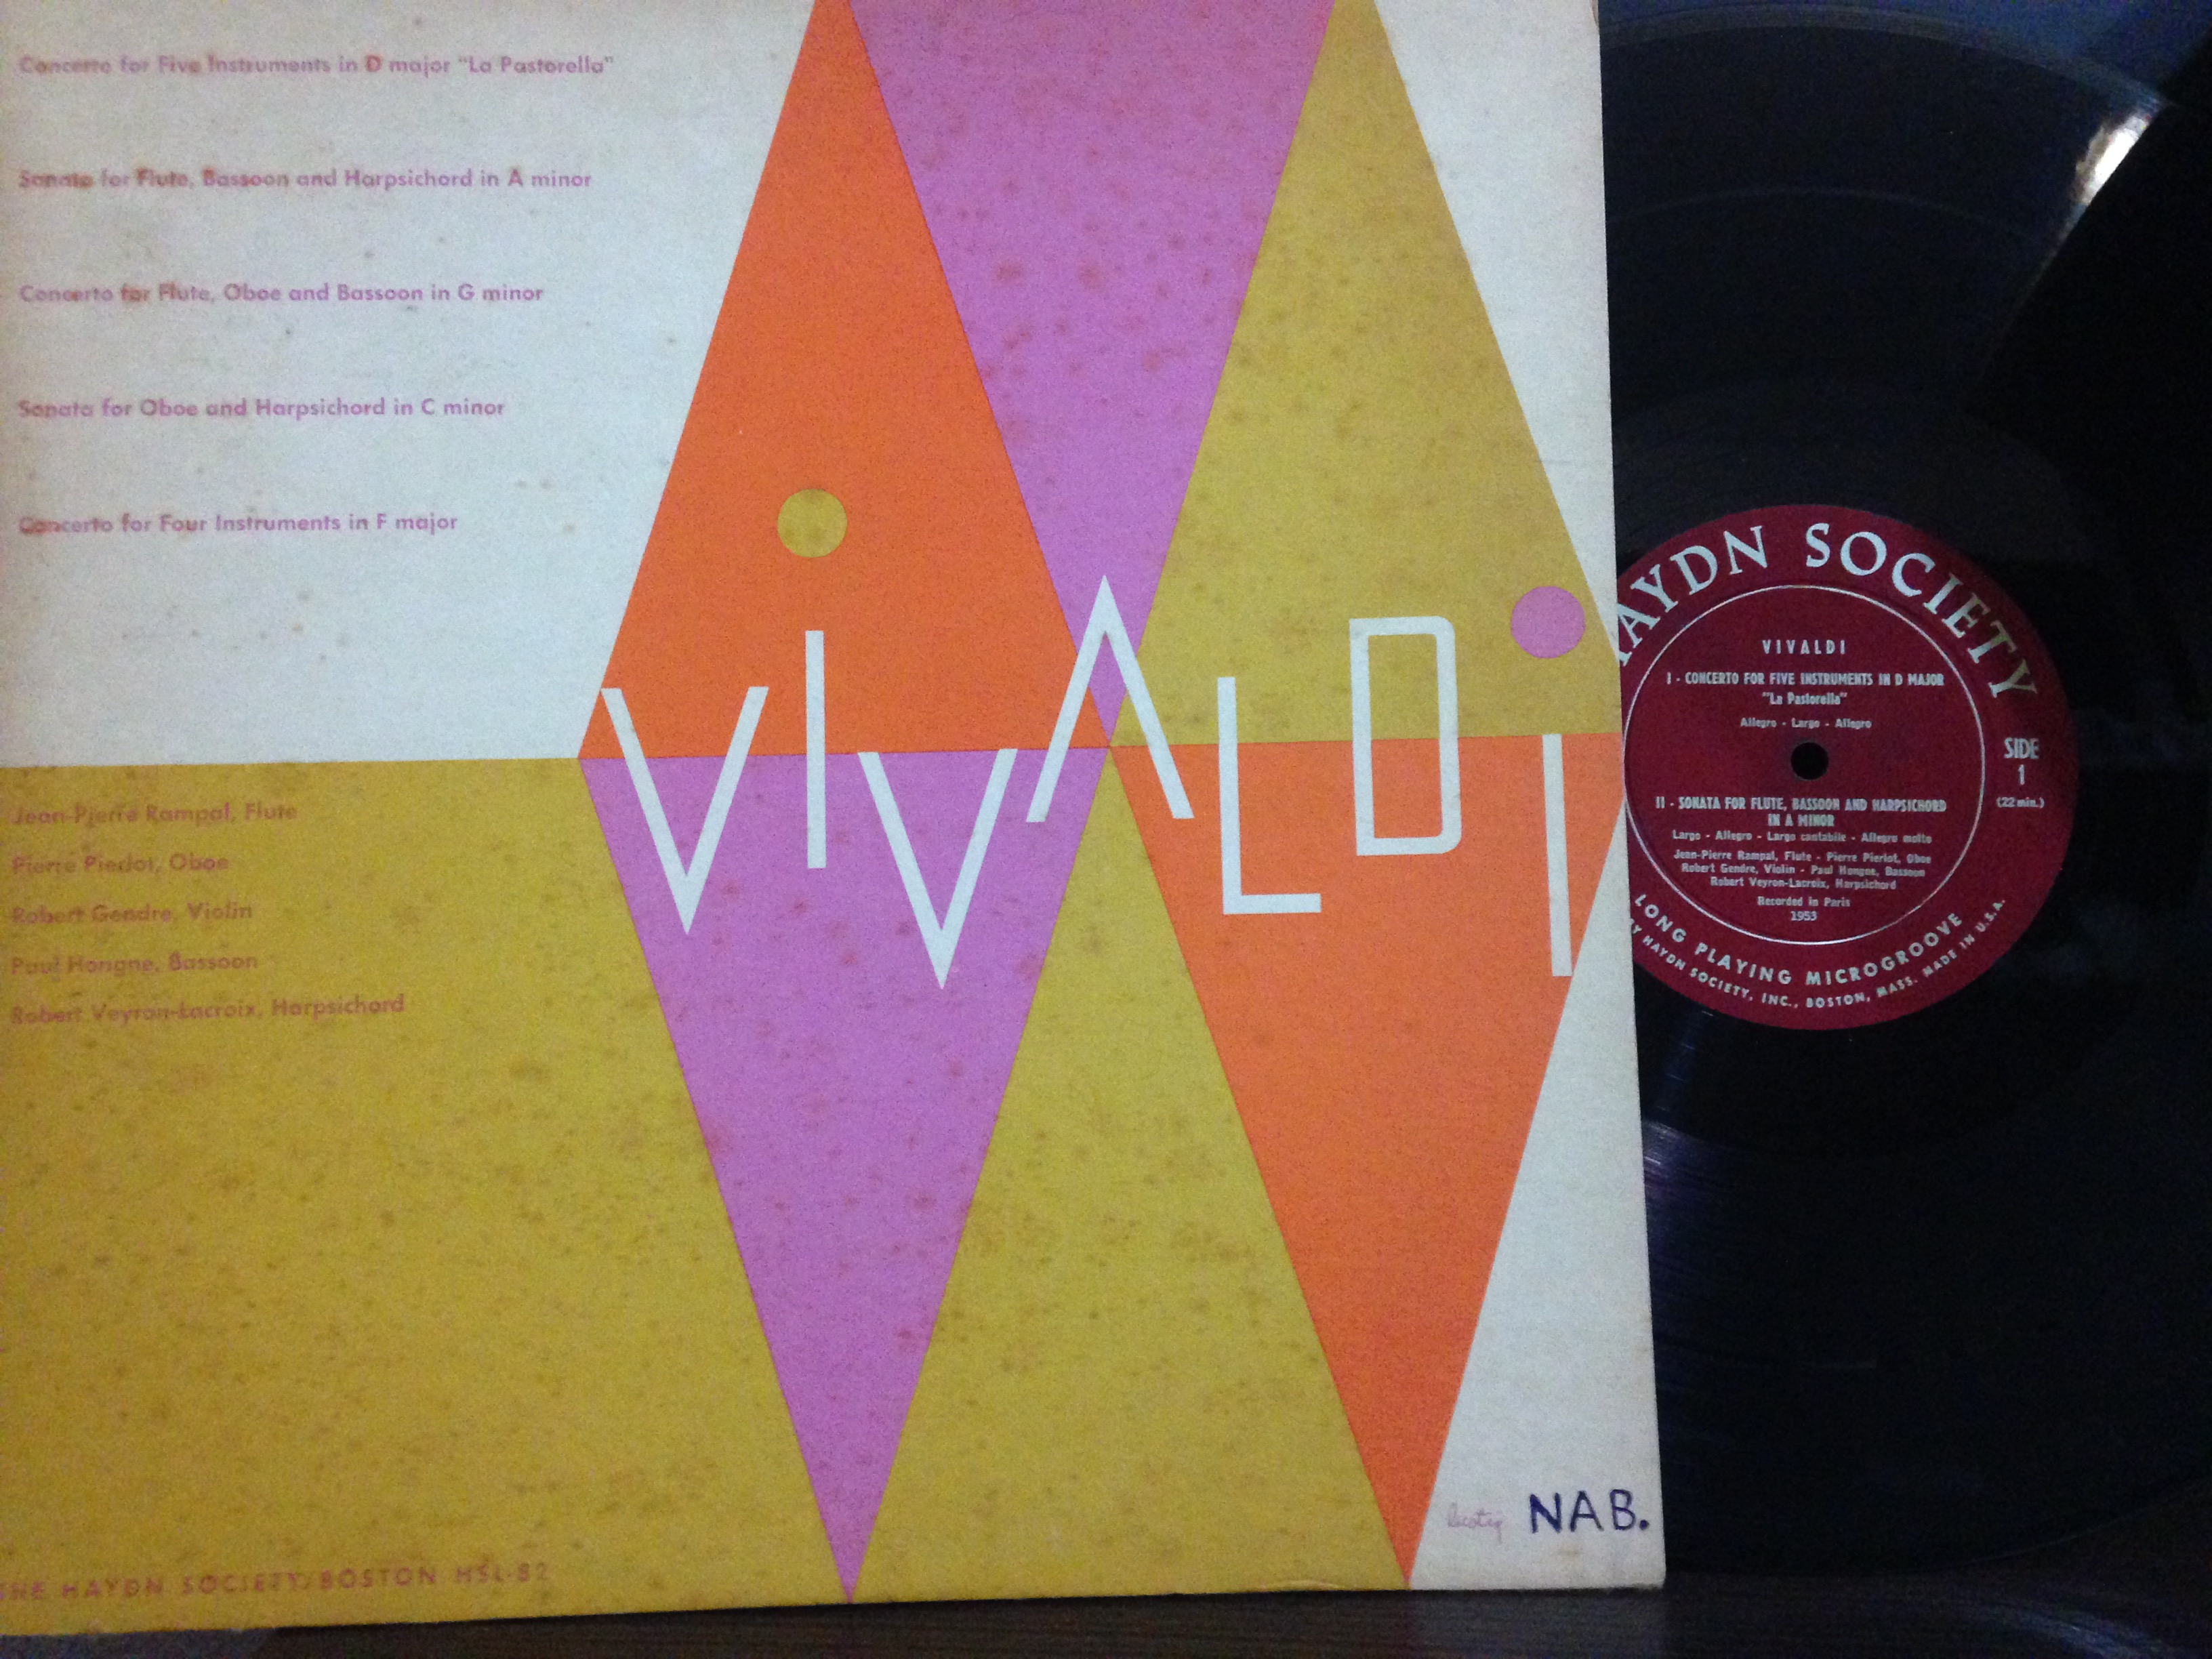 Concerto for Five Instruments in D major "La Pastorella"
Sonata for Flute, Bassoon and Harpsichord in A minor
Concerto for Flute, Oboe and Bassoon in G minor
Sonata for Oboe and Harpsichord in C minor
Concerto for Four Instruments in F major
VIVALDI
Jean-Pierre Rampal, Flute
Pierre Pierlot, Oboe
Robert Gendre, Violin
Paul Hongne, Bassoon
Robert Veyron-Lacroix, Harpsichord
THE HAYDN SOCIETY/BOSTON HSL-82
NAB.
HAYDN SOCIETY
VIVALDI
I - CONCERTO FOR FIVE INSTRUMENTS IN D MAJOR
"La Pastorella"
Allegro - Largo - Allegro
SIDE
1
(22 min.)
II - SONATA FOR FLUTE, BASSOON AND HARPSICHORD
IN A MINOR
Largo - Allegro - Largo cantabile - Allegro molto
Jean-Pierre Rampal, Flute - Pierre Pierlot, Oboe
Robert Gendre, Violin - Paul Hongne, Bassoon
Robert Veyron-Lacroix, Harpsichord
Recorded in Paris
1953
LONG PLAYING MICROGROOVE
BY HAYDN SOCIETY, INC., BOSTON, MASS. MADE IN U.S.A.